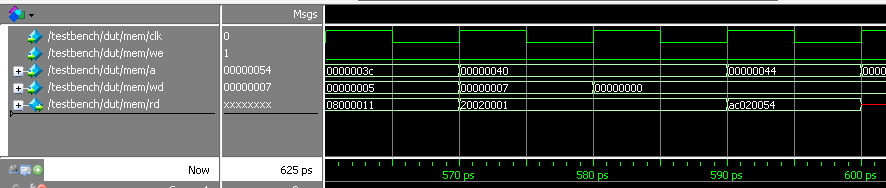 Msgs
/testbench/dut/mem/clk 0
/testbench/dut/mem/we 1
/testbench/dut/mem/a 00000054 0000003c 00000040 00000044 0000
/testbench/dut/mem/wd 00000007 00000005 00000007 00000000
/testbench/dut/mem/rd xxxxxxxx 08000011 20020001 ac020054
Now 625 ps 570 ps 580 ps 590 ps 600 ps